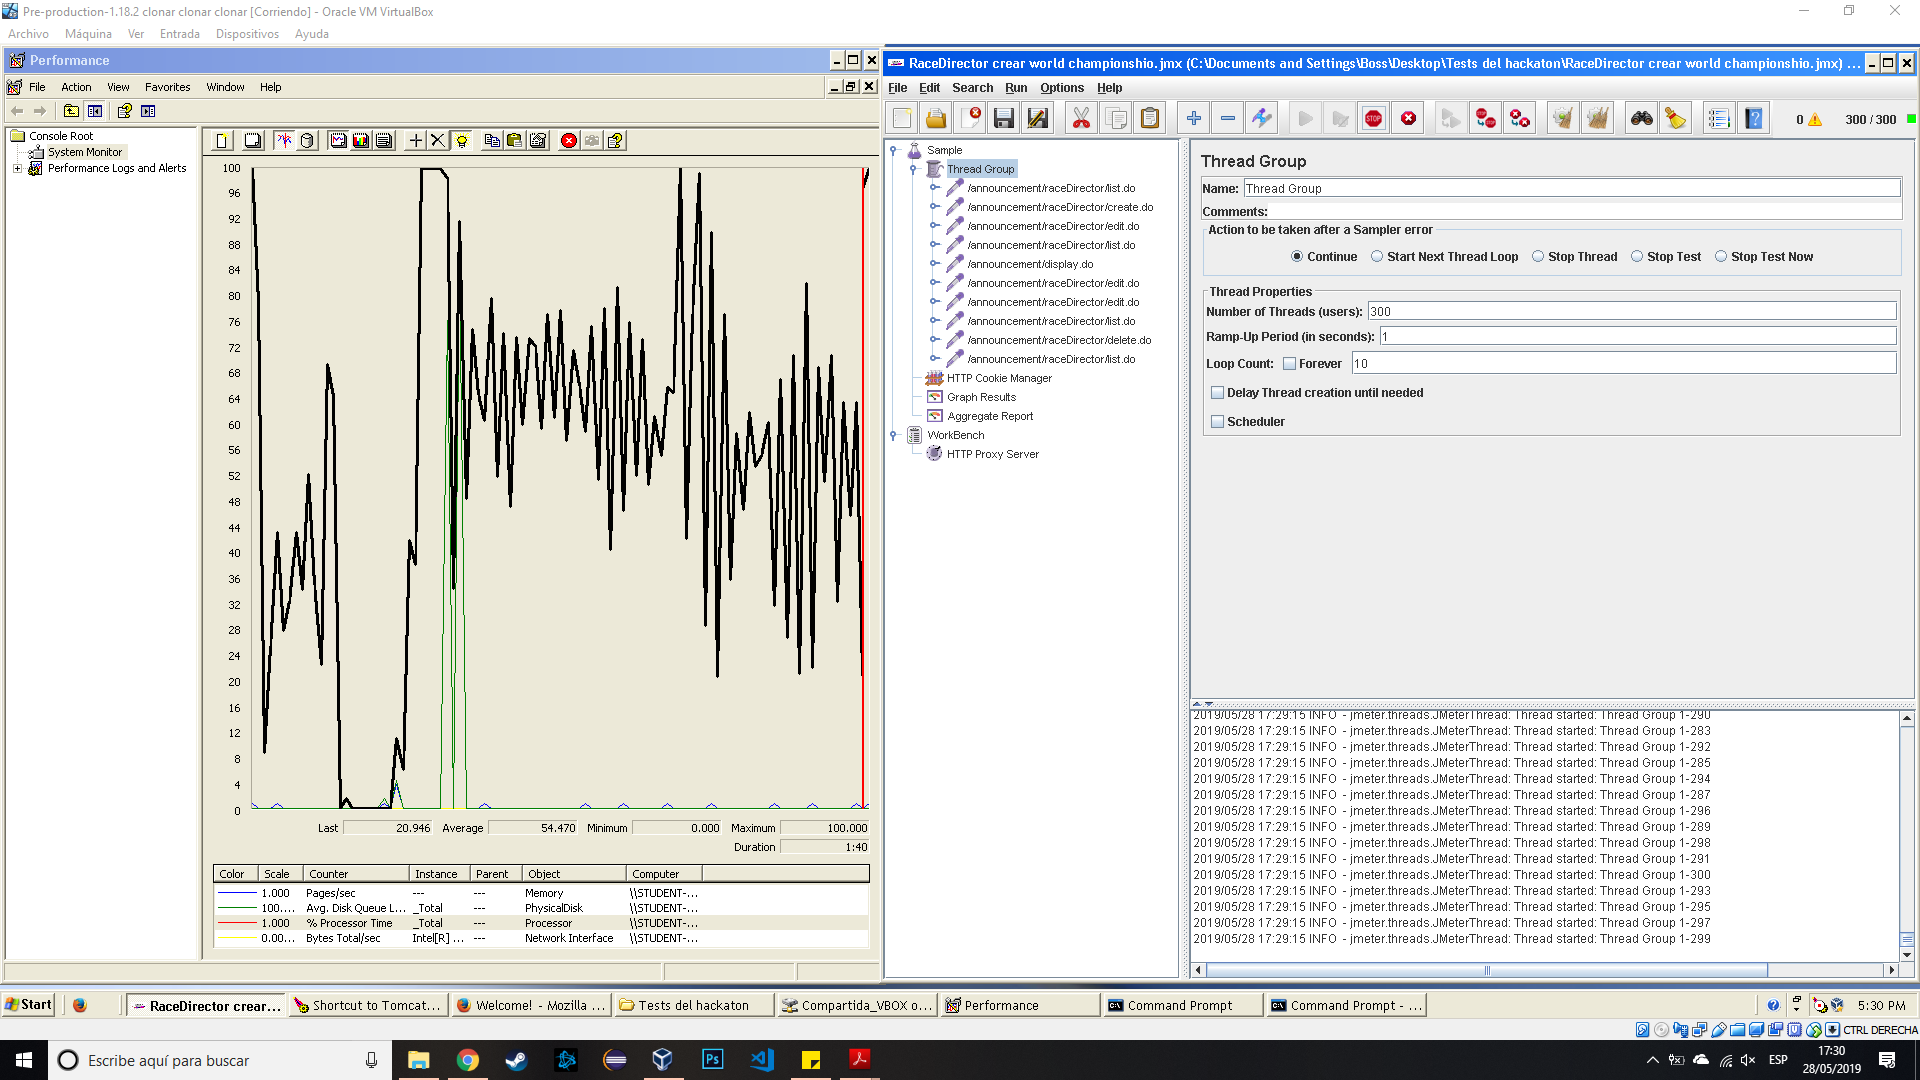 Pre-production-1.18.2 clonar clonar clonar [Corriendo] - Oracle VM VirtualBox
Archivo Máquina Ver Entrada Dispositivos Ayuda
Performance
File Action View Favorites Window Help
Console Root
System Monitor
Performance Logs and Alerts
100
96
92
88
84
80
76
72
68
64
60
56
52
48
44
40
36
32
28
24
20
16
12
8
4
0
Last 20.946 Average 54.470 Minimum 0.000 Maximum 100.000
Duration 1:40
Color Scale Counter Instance Parent Object Computer
1.000 Pages/sec --- --- Memory \\STUDENT-...
100.... Avg. Disk Queue L... _Total --- PhysicalDisk \\STUDENT-...
1.000 % Processor Time _Total --- Processor \\STUDENT-...
0.00... Bytes Total/sec Intel[R] ... --- Network Interface \\STUDENT-...
RaceDirector crear world championshio.jmx (C:\Documents and Settings\Boss\Desktop\Tests del hackaton\RaceDirector crear world championshio.jmx) ...
File Edit Search Run Options Help
STOP
0 300 / 300
Sample
Thread Group
/announcement/raceDirector/list.do
/announcement/raceDirector/create.do
/announcement/raceDirector/edit.do
/announcement/raceDirector/list.do
/announcement/display.do
/announcement/raceDirector/edit.do
/announcement/raceDirector/edit.do
/announcement/raceDirector/list.do
/announcement/raceDirector/delete.do
/announcement/raceDirector/list.do
HTTP Cookie Manager
Graph Results
Aggregate Report
WorkBench
HTTP Proxy Server
Thread Group
Name: Thread Group
Comments:
Action to be taken after a Sampler error
Continue Start Next Thread Loop Stop Thread Stop Test Stop Test Now
Thread Properties
Number of Threads (users): 300
Ramp-Up Period (in seconds): 1
Loop Count: Forever 10
Delay Thread creation until needed
Scheduler
2019/05/28 17:29:15 INFO - jmeter.threads.JMeterThread: Thread started: Thread Group 1-290
2019/05/28 17:29:15 INFO - jmeter.threads.JMeterThread: Thread started: Thread Group 1-283
2019/05/28 17:29:15 INFO - jmeter.threads.JMeterThread: Thread started: Thread Group 1-292
2019/05/28 17:29:15 INFO - jmeter.threads.JMeterThread: Thread started: Thread Group 1-285
2019/05/28 17:29:15 INFO - jmeter.threads.JMeterThread: Thread started: Thread Group 1-294
2019/05/28 17:29:15 INFO - jmeter.threads.JMeterThread: Thread started: Thread Group 1-287
2019/05/28 17:29:15 INFO - jmeter.threads.JMeterThread: Thread started: Thread Group 1-296
2019/05/28 17:29:15 INFO - jmeter.threads.JMeterThread: Thread started: Thread Group 1-289
2019/05/28 17:29:15 INFO - jmeter.threads.JMeterThread: Thread started: Thread Group 1-298
2019/05/28 17:29:15 INFO - jmeter.threads.JMeterThread: Thread started: Thread Group 1-291
2019/05/28 17:29:15 INFO - jmeter.threads.JMeterThread: Thread started: Thread Group 1-300
2019/05/28 17:29:15 INFO - jmeter.threads.JMeterThread: Thread started: Thread Group 1-293
2019/05/28 17:29:15 INFO - jmeter.threads.JMeterThread: Thread started: Thread Group 1-295
2019/05/28 17:29:15 INFO - jmeter.threads.JMeterThread: Thread started: Thread Group 1-297
2019/05/28 17:29:15 INFO - jmeter.threads.JMeterThread: Thread started: Thread Group 1-299
Start RaceDirector crear... Shortcut to Tomcat... Welcome! - Mozilla ... Tests del hackaton Compartida_VBOX o... Performance Command Prompt Command Prompt - ... 5:30 PM
CTRL DERECHA
Escribe aquí para buscar Ps ESP 17:30
28/05/2019